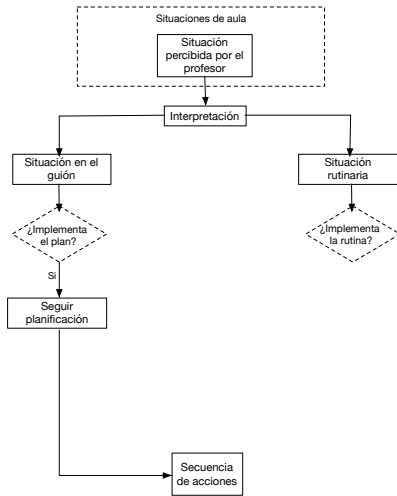 Situaciones de aula
Situación
percibida por el
profesor
Interpretación
Situación en el
guión
Situación
rutinaria
¿Implementa
el plan?
¿Implementa
la rutina?
Si
Seguir
planificación
Secuencia
de acciones